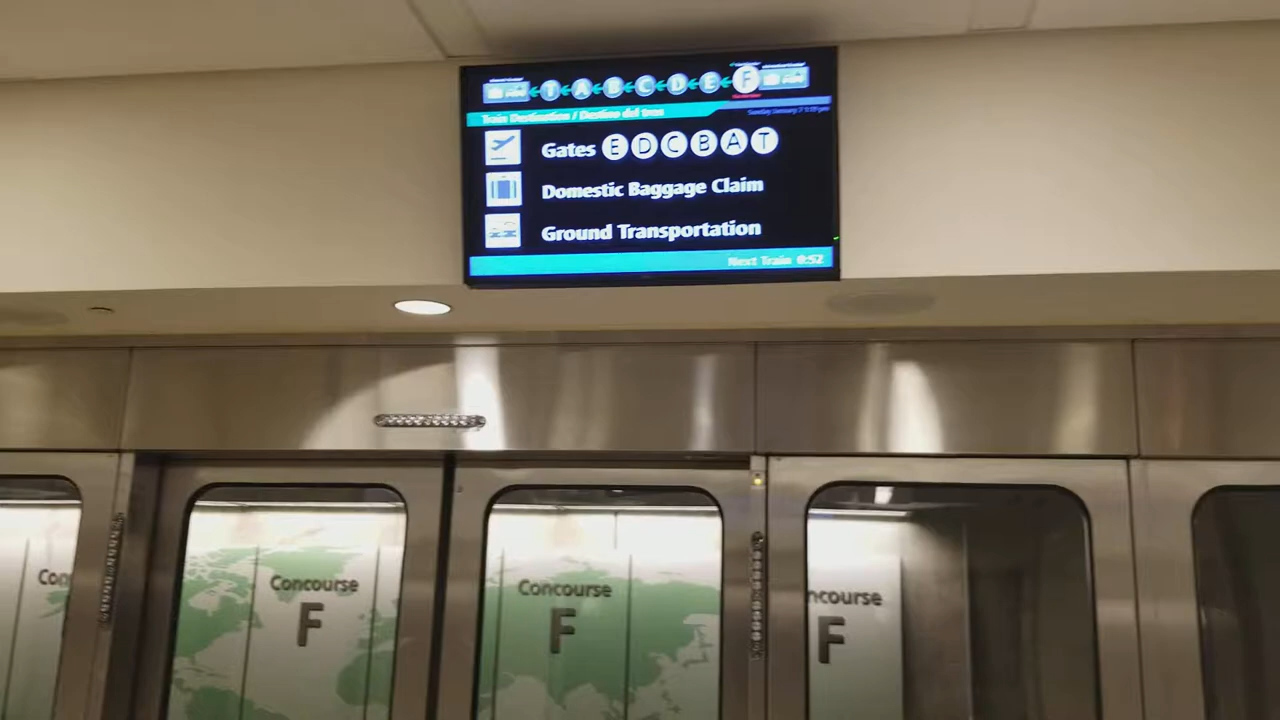 T A B C D E F
Train Destination / Destino del tren
Gates E D C B A T
Domestic Baggage Claim
Ground Transportation
Next Train 0:52
Concourse
F
Concourse
F
ncourse
F
Con